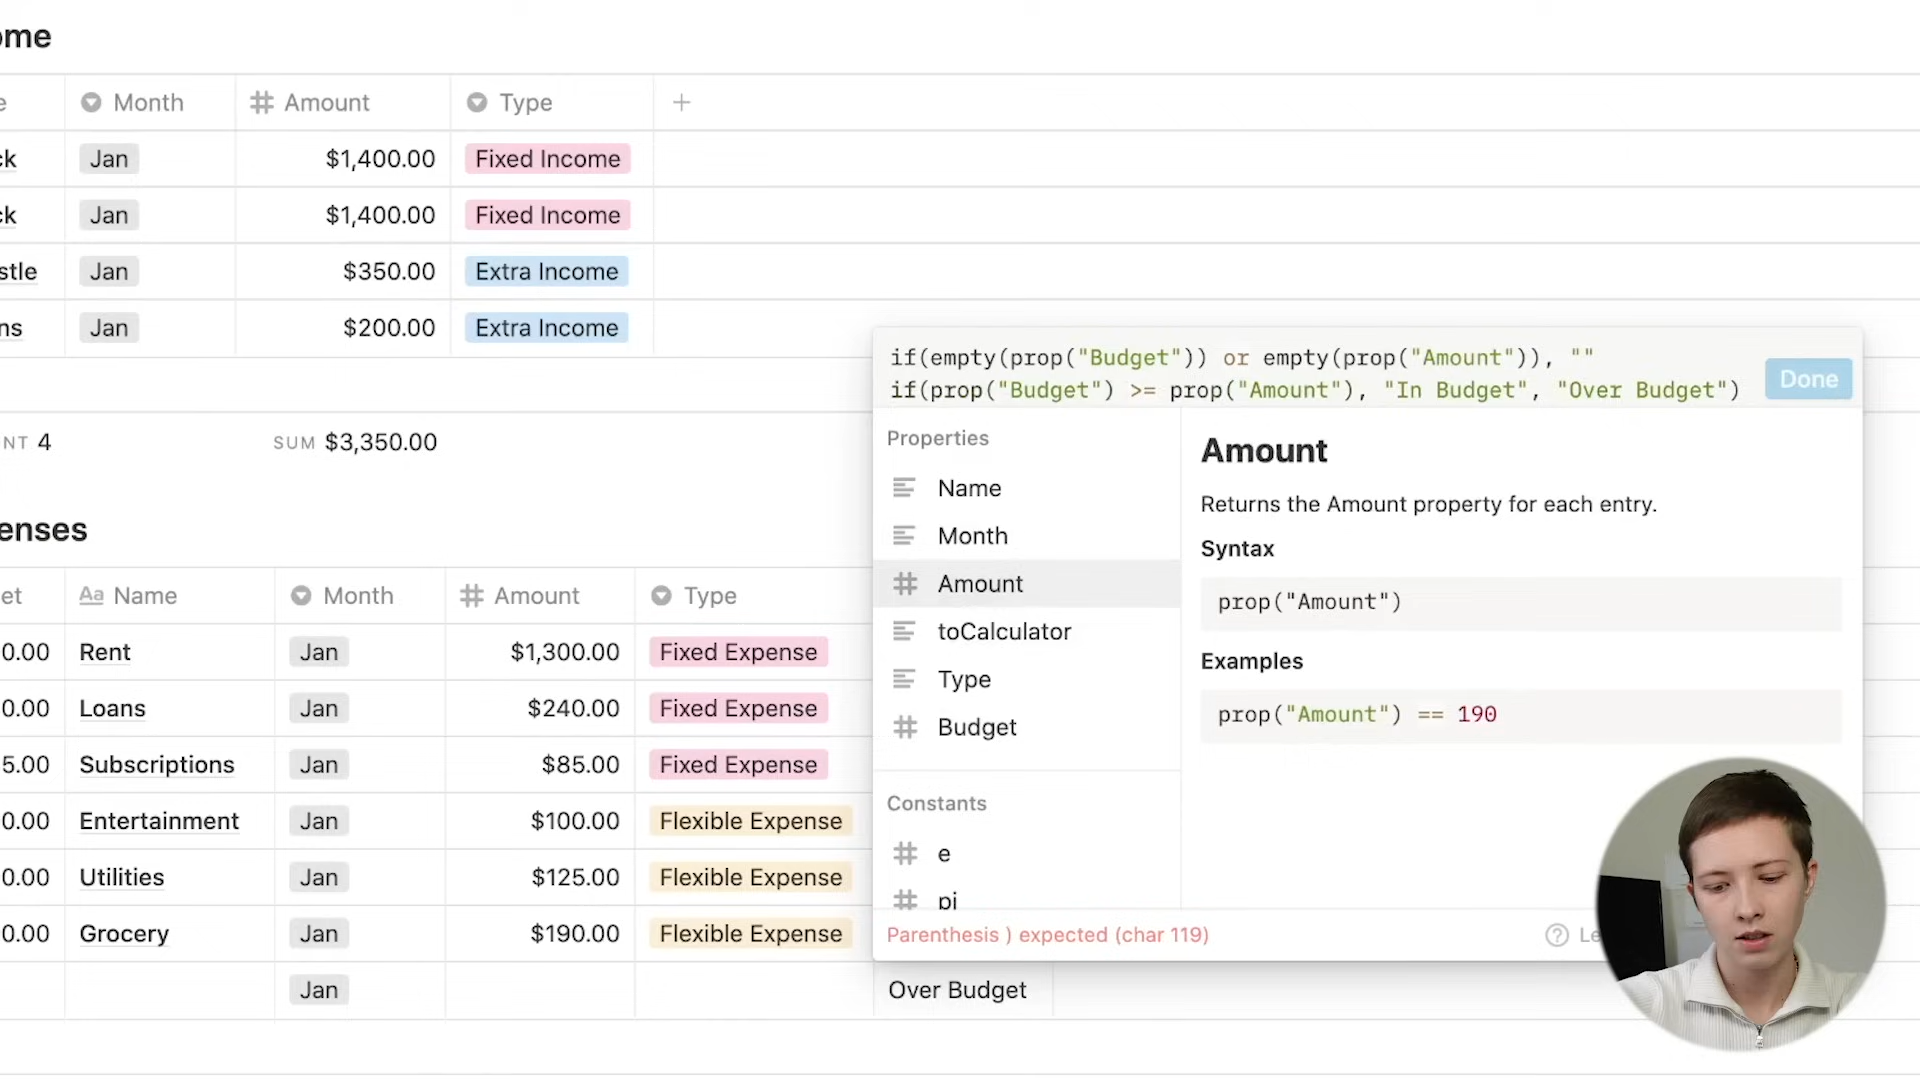 ome
e Month Amount Type +
ck Jan $1,400.00 Fixed Income
ck Jan $1,400.00 Fixed Income
stle Jan $350.00 Extra Income
ns Jan $200.00 Extra Income
NT 4 SUM $3,350.00
if(empty(prop("Budget")) or empty(prop("Amount")), ""
if(prop("Budget") >= prop("Amount"), "In Budget", "Over Budget")
Done
Properties
Name
Month
Amount
toCalculator
Type
Budget
Constants
e
pi
Amount
Returns the Amount property for each entry.
Syntax
prop("Amount")
Examples
prop("Amount") == 190
Parenthesis ) expected (char 119)
Le
enses
et Aa Name Month Amount Type
0.00 Rent Jan $1,300.00 Fixed Expense
0.00 Loans Jan $240.00 Fixed Expense
5.00 Subscriptions Jan $85.00 Fixed Expense
0.00 Entertainment Jan $100.00 Flexible Expense
0.00 Utilities Jan $125.00 Flexible Expense
0.00 Grocery Jan $190.00 Flexible Expense
Jan Over Budget